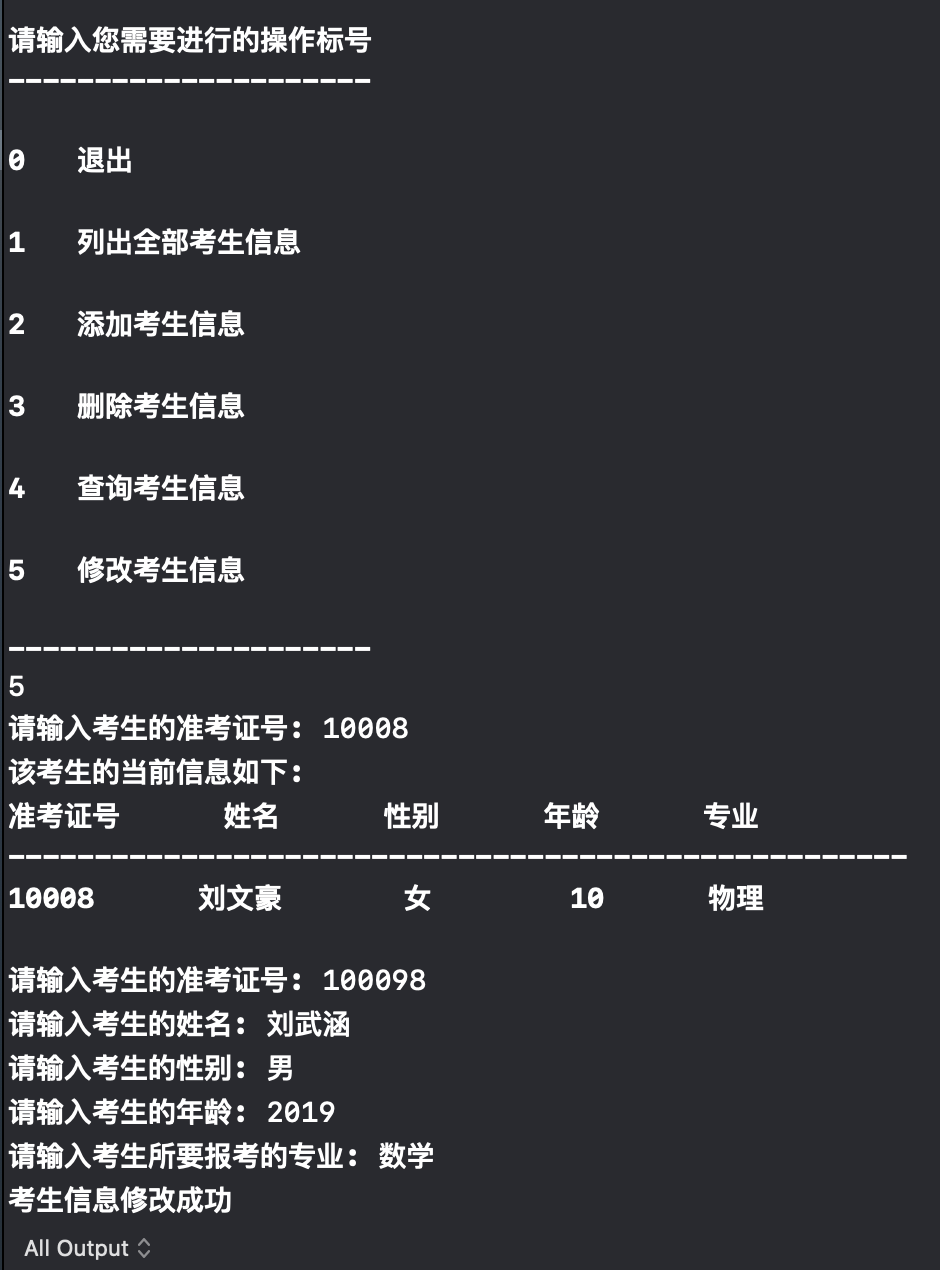 请输入您需要进行的操作标号
---------------------
0 退出
1 列出全部考生信息
2 添加考生信息
3 删除考生信息
4 查询考生信息
5 修改考生信息
---------------------
5
请输入考生的准考证号: 10008
该考生的当前信息如下:
准考证号 姓名 性别 年龄 专业
----------------------------------------------------
10008 刘文豪 女 10 物理
请输入考生的准考证号: 100098
请输入考生的姓名: 刘武涵
请输入考生的性别: 男
请输入考生的年龄: 2019
请输入考生所要报考的专业: 数学
考生信息修改成功
All Output